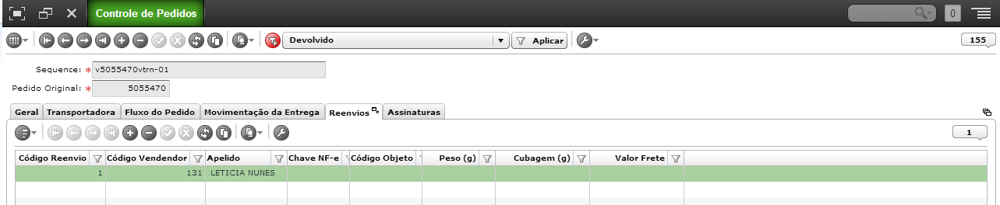 Controle de Pedidos 0
Devolvido Aplicar 155
Sequence: * v5055470vtrn-01
Pedido Original: * 5055470
Geral Transportadora Fluxo do Pedido Movimentação da Entrega Reenvios Assinaturas
1
Código Reenvio Código Vendendor Apelido Chave NF-e Código Objeto Peso (g) Cubagem (g) Valor Frete
1 131 LETICIA NUNES